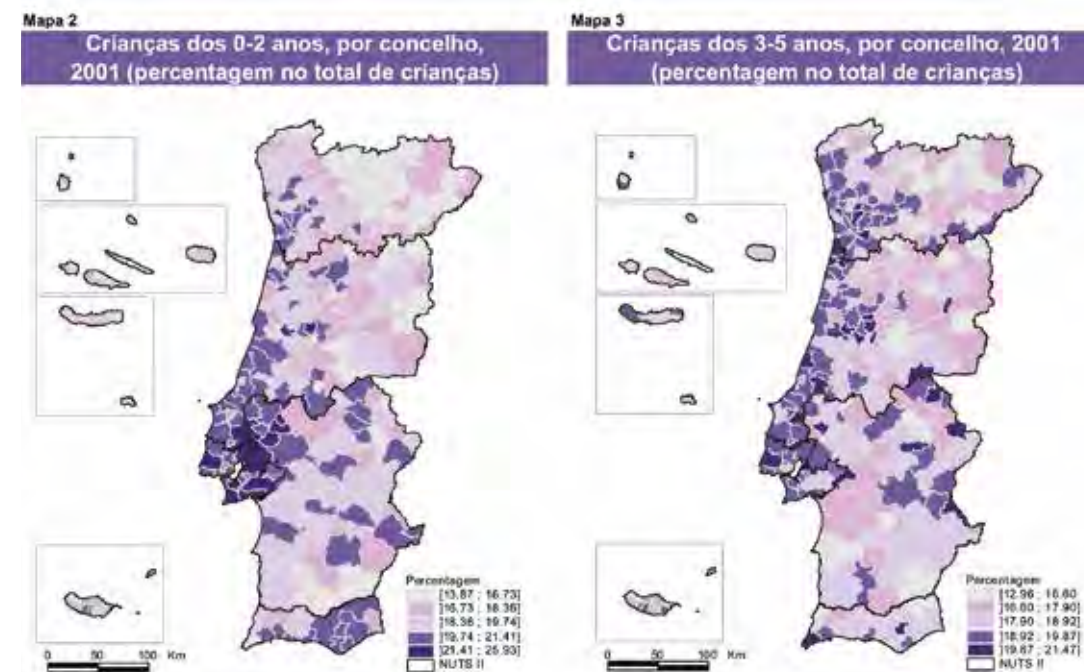 Mapa 2
Crianças dos 0-2 anos, por concelho,
2001 (percentagem no total de crianças)
Percentagem
[13.87 ; 16.73]
]16.73 ; 18.36]
]18.36 ; 19.74]
]19.74 ; 21.41]
]21.41 ; 25.93]
NUTS II
0 50 100 Km
Mapa 3
Crianças dos 3-5 anos, por concelho, 2001
(percentagem no total de crianças)
Percentagem
[12.96 ; 16.60]
]16.60 ; 17.90]
]17.90 ; 18.92]
]18.92 ; 19.87]
]19.87 ; 21.47]
NUTS II
0 50 100 Km